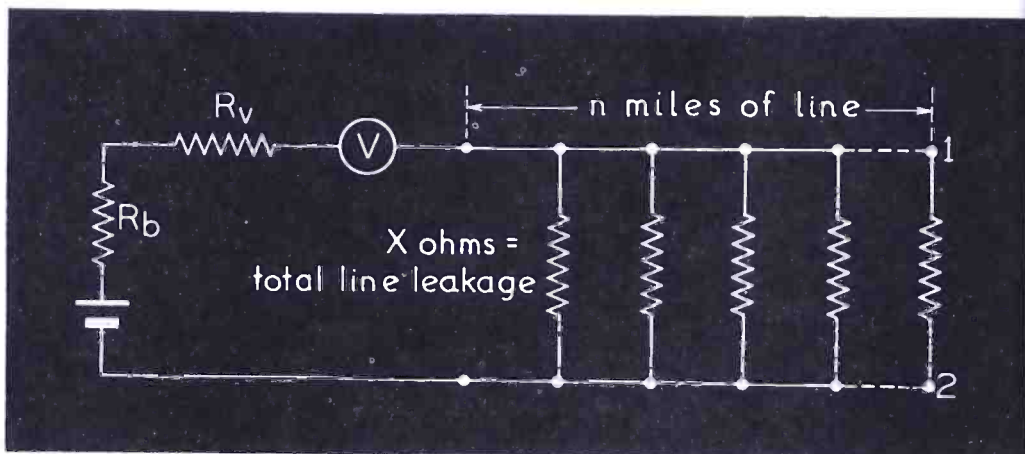 n miles of line
Rv
V
1
Rb
X ohms =
total line leakage
2